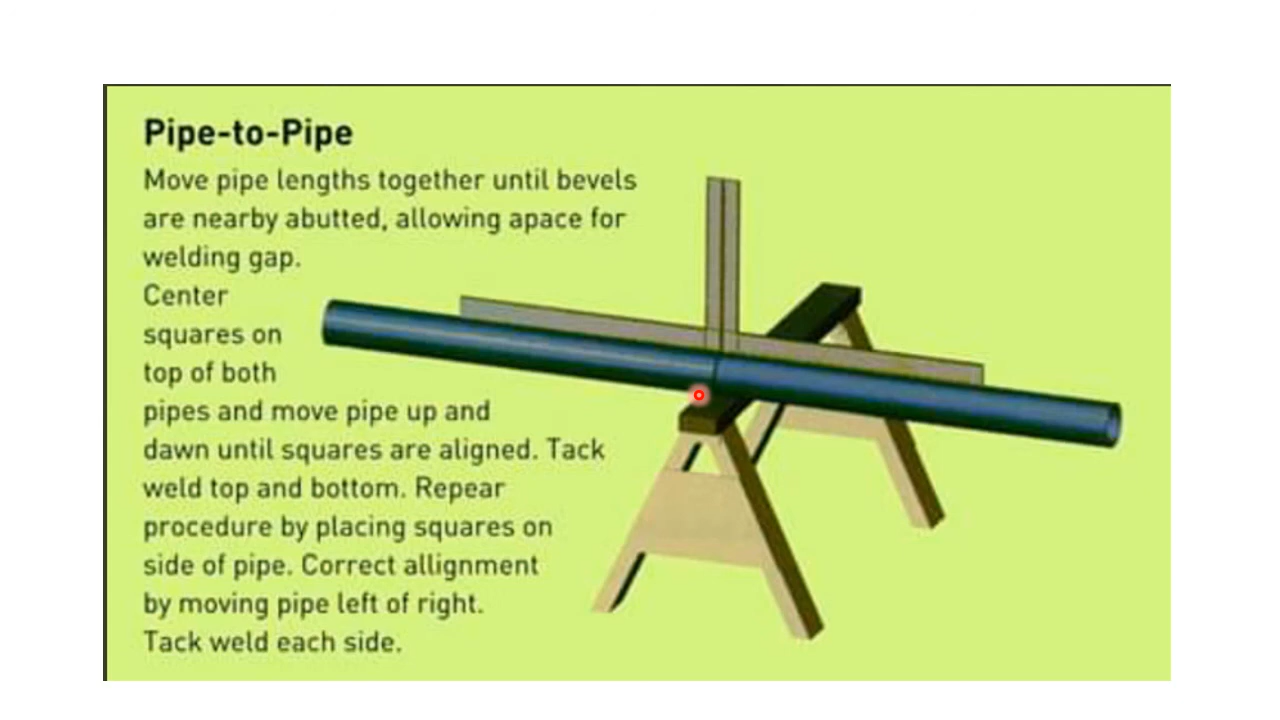 Pipe-to-Pipe
Move pipe lengths together until bevels
are nearby abutted, allowing apace for
welding gap.
Center
squares on
top of both
pipes and move pipe up and
dawn until squares are aligned. Tack
weld top and bottom. Repear
procedure by placing squares on
side of pipe. Correct allignment
by moving pipe left of right.
Tack weld each side.